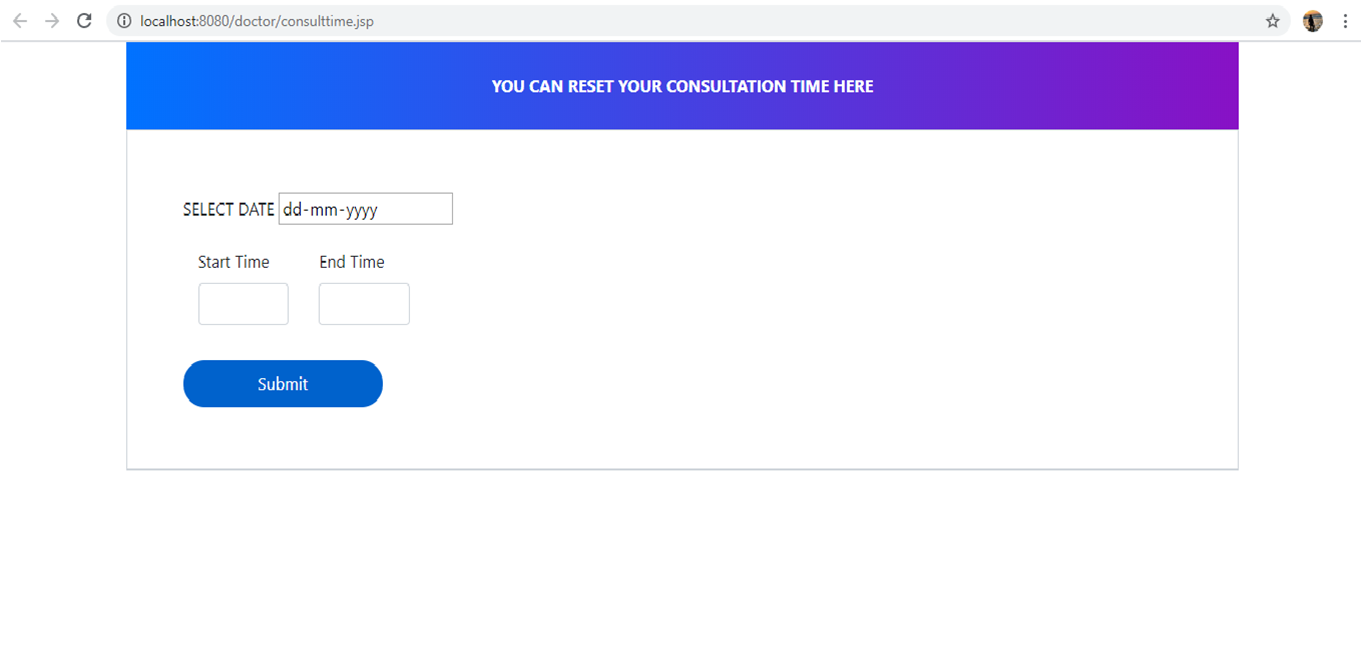 localhost:8080/doctor/consulttime.jsp
YOU CAN RESET YOUR CONSULTATION TIME HERE
SELECT DATE dd-mm-yyyy
Start Time End Time
Submit